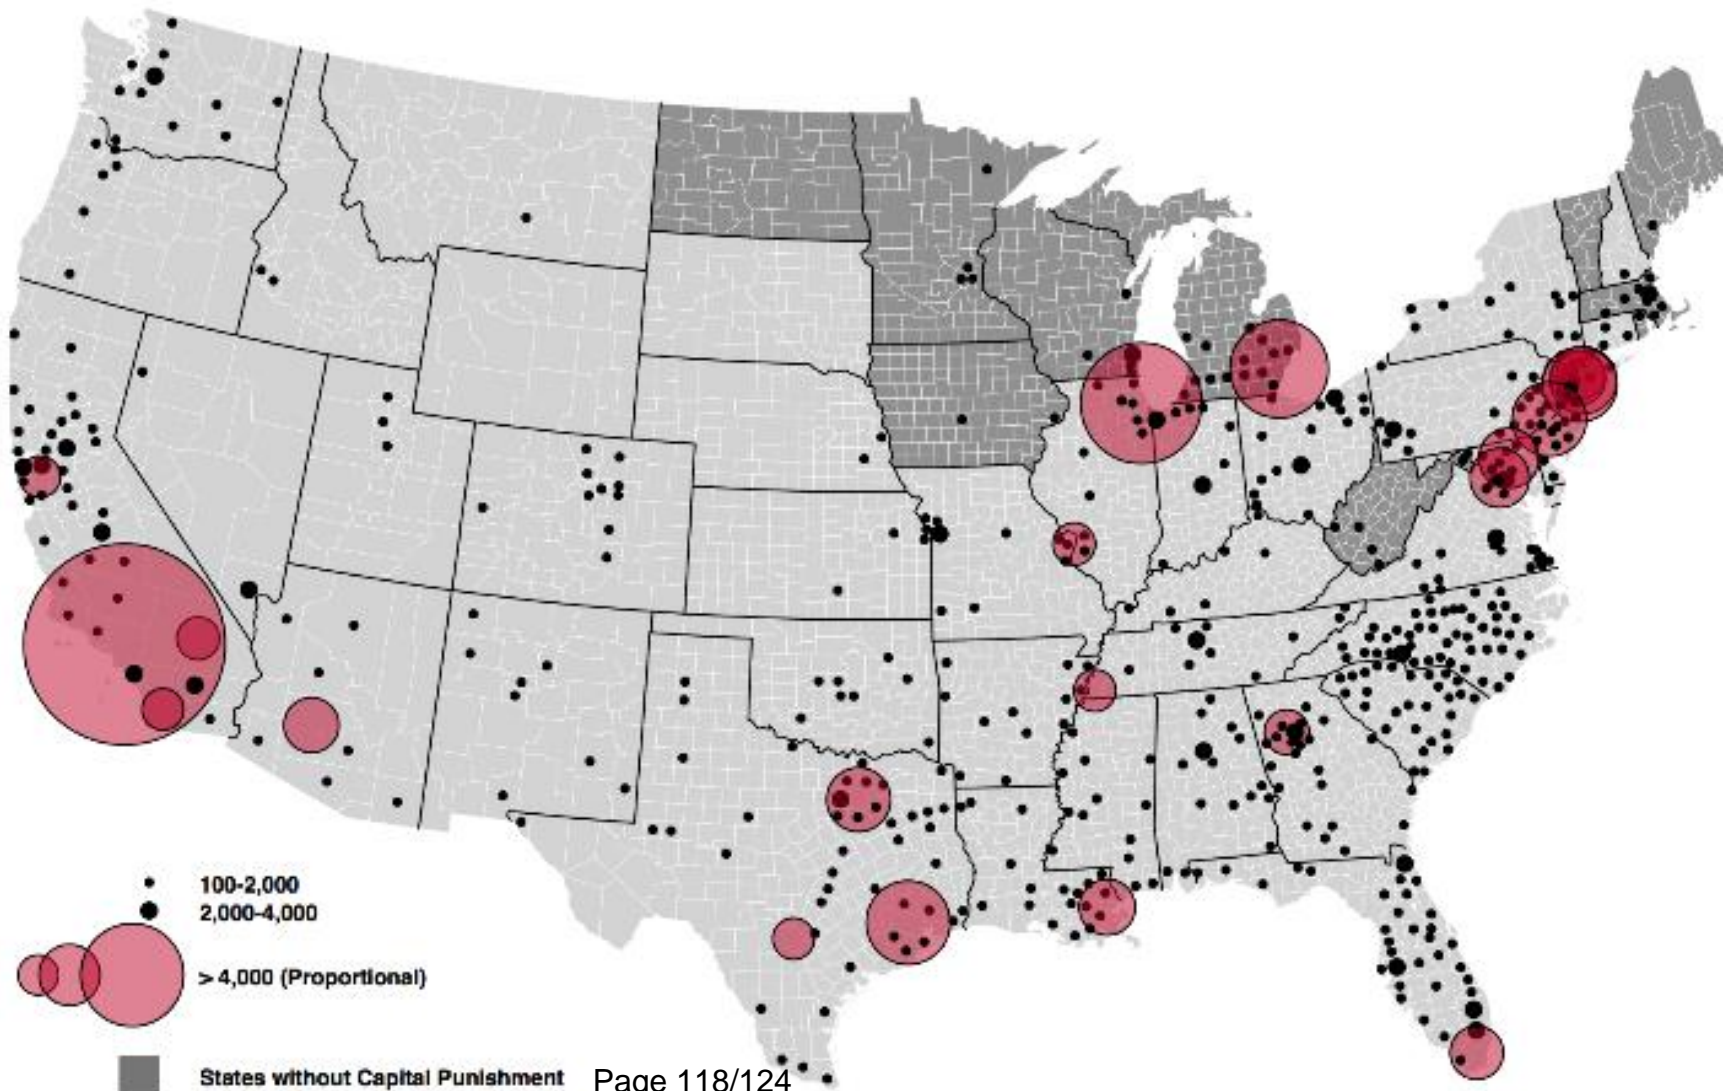 100-2,000
2,000-4,000
> 4,000 (Proportional)
States without Capital Punishment
Page 118/124